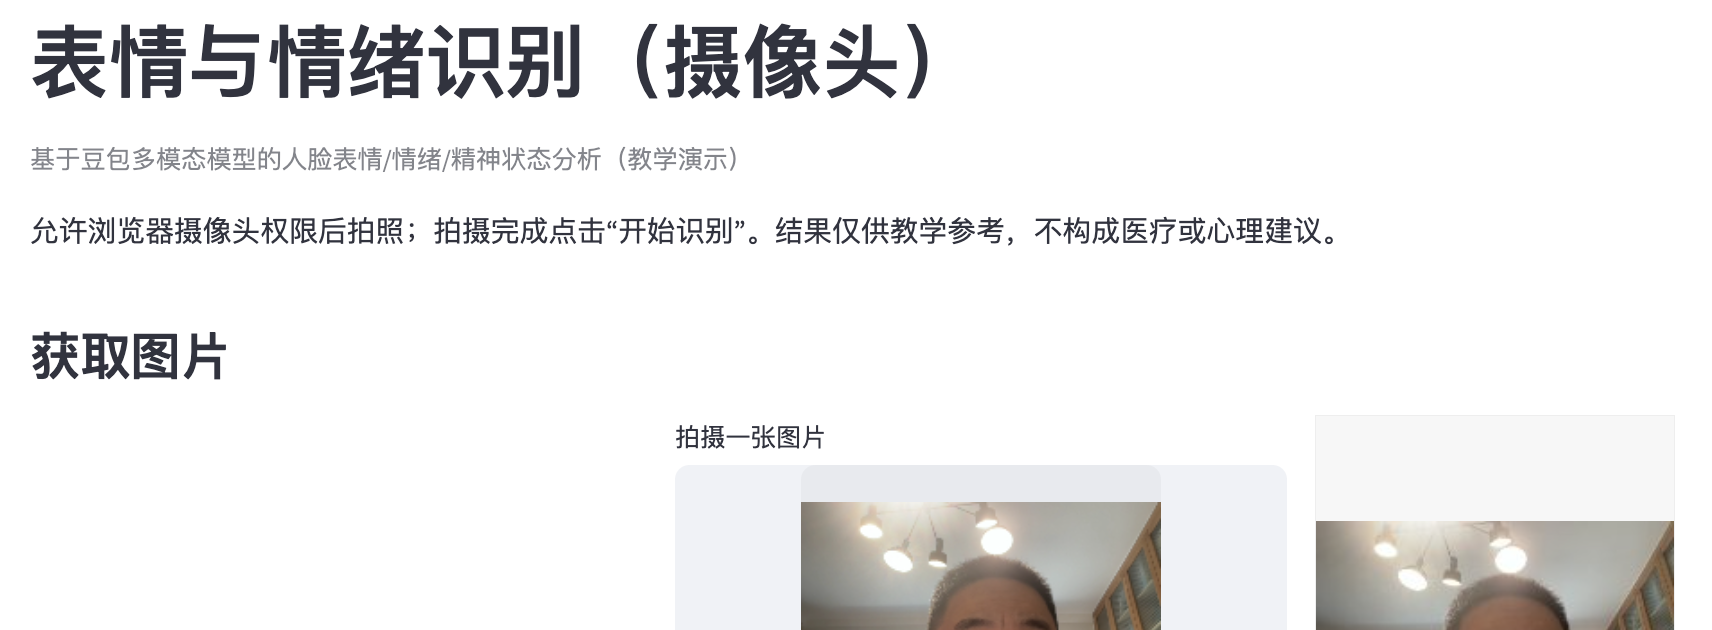 表情与情绪识别（摄像头）
基于豆包多模态模型的人脸表情/情绪/精神状态分析（教学演示）
允许浏览器摄像头权限后拍照；拍摄完成点击“开始识别”。结果仅供教学参考，不构成医疗或心理建议。
获取图片
拍摄一张图片